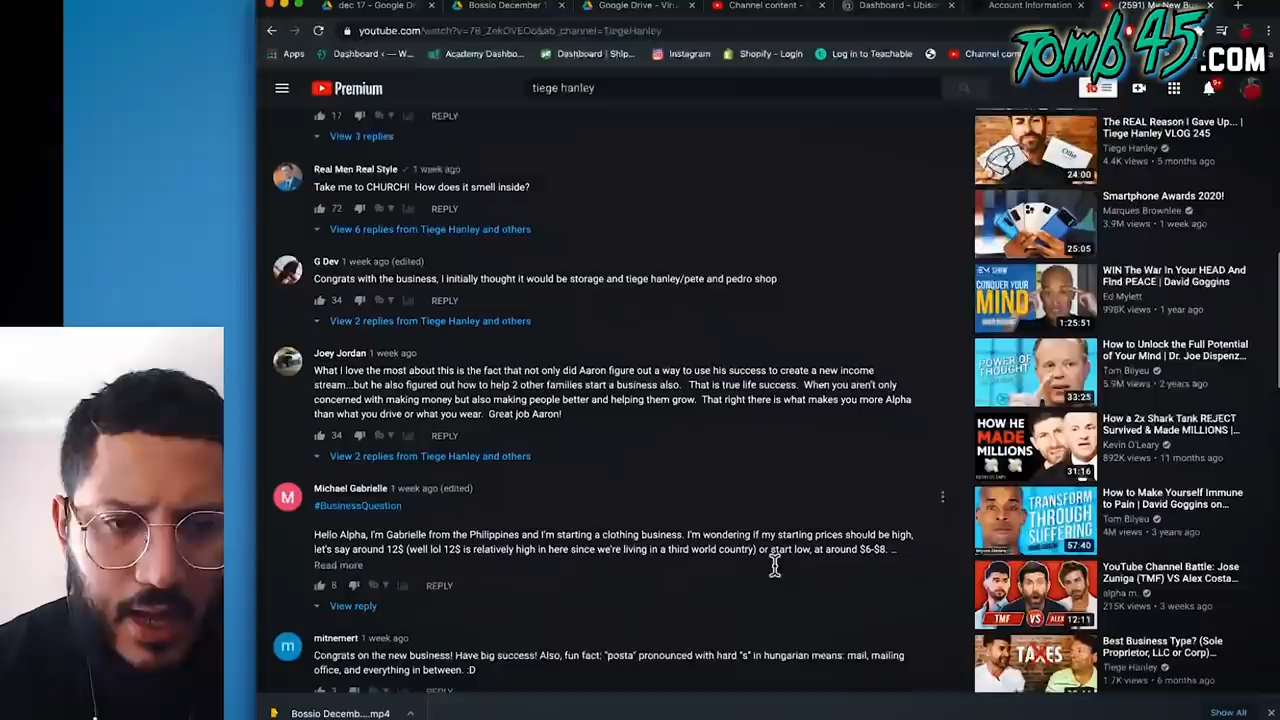 dec 17 - Google Dr
Bossio December 1
Google Drive - Viru
Channel content -
Dashboard - Ubis
Account Information
(2591) My New Bu
TOMB 45.COM
youtube.com/watch?v=78_ZekOVEOc&ab_channel=TiegeHanley
Apps
Dashboard ‹ — W...
Academy Dashbo...
Dashboard | Ship...
Instagram
Shopify - Login
Log in to Teachable
Channel con
Premium
tiege hanley
9+
17
REPLY
View 3 replies
Real Men Real Style ✓ 1 week ago
Take me to CHURCH! How does it smell inside?
72
REPLY
View 6 replies from Tiege Hanley and others
G Dev 1 week ago (edited)
Congrats with the business, I initially thought it would be storage and tiege hanley/pete and pedro shop
34
REPLY
View 2 replies from Tiege Hanley and others
Joey Jordan 1 week ago
What I love the most about this is the fact that not only did Aaron figure out a way to use his success to create a new income
stream...but he also figured out how to help 2 other families start a business also. That is true life success. When you aren't only
concerned with making money but also making people better and helping them grow. That right there is what makes you more Alpha
than what you drive or what you wear. Great job Aaron!
34
REPLY
View 2 replies from Tiege Hanley and others
M
Michael Gabrielle 1 week ago (edited)
#BusinessQuestion
Hello Alpha, I'm Gabrielle from the Philippines and I'm starting a clothing business. I'm wondering if my starting prices should be high,
let's say around 12$ (well lol 12$ is relatively high in here since we're living in a third world country) or start low, at around $6-$8. ...
Read more
8
REPLY
View reply
m
mitnemert 1 week ago
Congrats on the new business! Have big success! Also, fun fact: "posta" pronounced with hard "s" in hungarian means: mail, mailing
office, and everything in between. :D
3
REPLY
The REAL Reason I Gave Up... |
Tiege Hanley VLOG 245
Tiege Hanley
4.4K views • 5 months ago
24:00
Smartphone Awards 2020!
Marques Brownlee
3.9M views • 1 week ago
25:05
EM SHOW
CONQUER YOUR
MIND
1:25:51
WIN The War In Your HEAD And
Find PEACE | David Goggins
Ed Mylett
998K views • 1 year ago
POWER OF
THOUGHT
33:25
How to Unlock the Full Potential
of Your Mind | Dr. Joe Dispenz...
Tom Bilyeu
5.9M views • 2 years ago
HOW HE
MADE
MILLIONS
31:16
How a 2x Shark Tank REJECT
Survived & Made MILLIONS |...
Kevin O'Leary
892K views • 11 months ago
TRANSFORM
THROUGH
SUFFERING
57:40
How to Make Yourself Immune
to Pain | David Goggins on...
Tom Bilyeu
4M views • 3 years ago
TMF
VS
ALEX
12:11
YouTube Channel Battle: Jose
Zuniga (TMF) VS Alex Costa...
alpha m.
215K views • 3 weeks ago
TAXES
Best Business Type? (Sole
Proprietor, LLC or Corp)...
Tiege Hanley
1.7K views • 6 months ago
Bossio Decemb....mp4
Show All